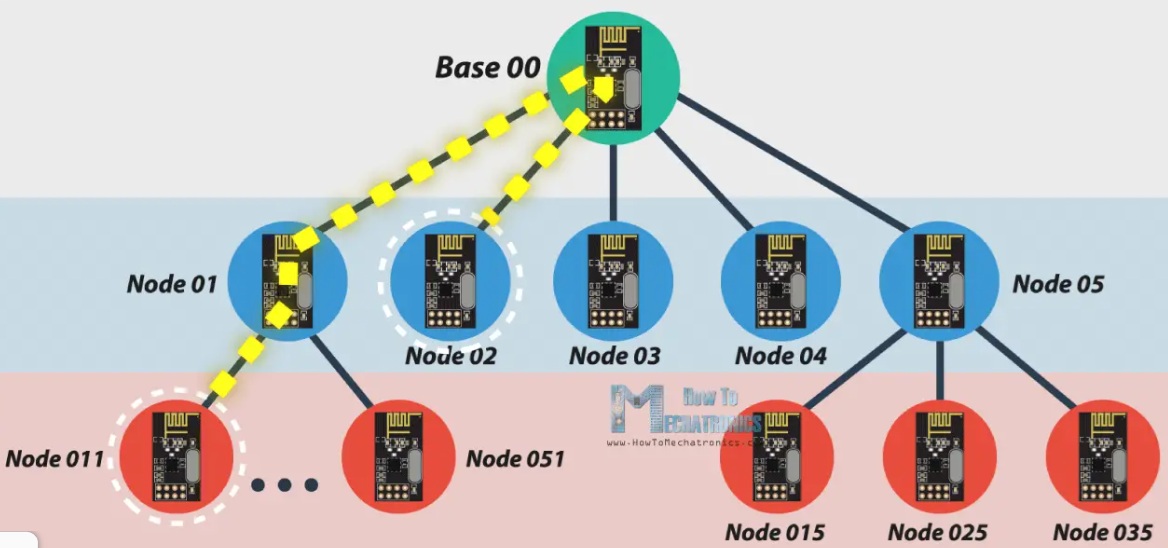 Base 00
Node 01
Node 02
Node 03
Node 04
Node 05
How To
MECHATRONICS
www.HowToMechatronics.c
Node 011
Node 051
Node 015
Node 025
Node 035